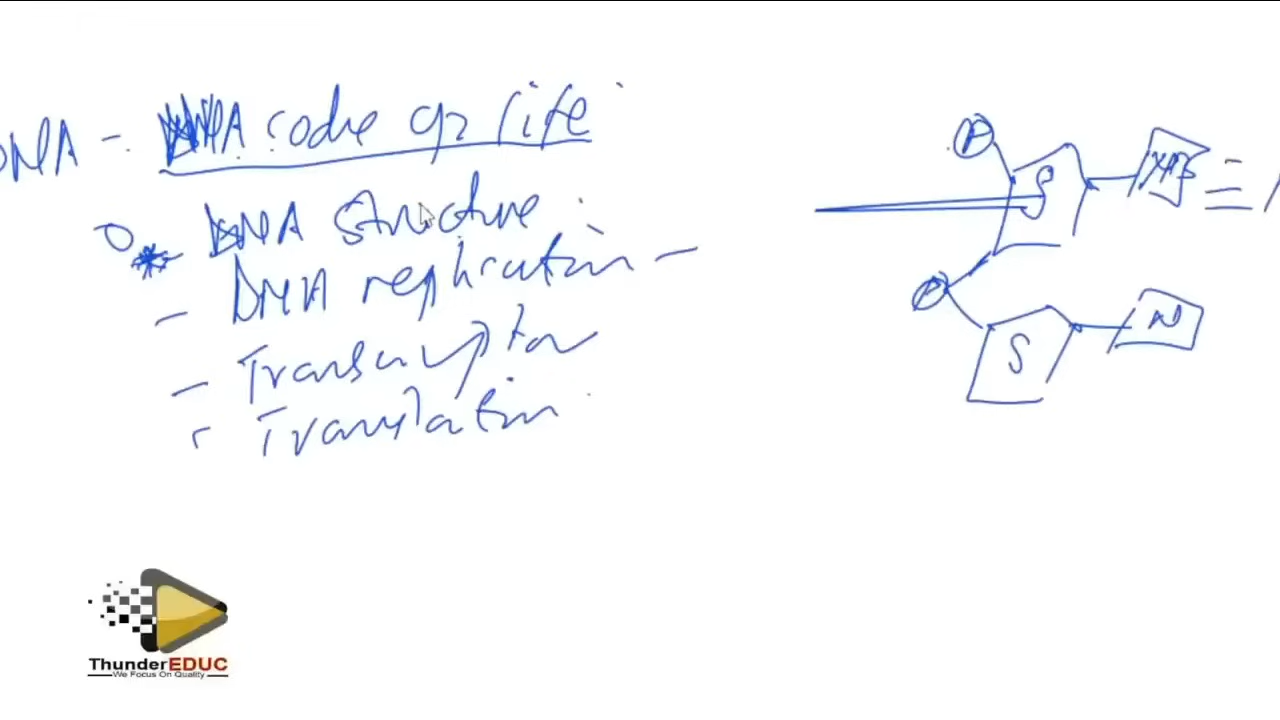 DNA - DNA code of life
DNA structure
- DNA replication -
- Transcription
- Translation
P
S
P
S
N
ThunderEDUC
We Focus On Quality